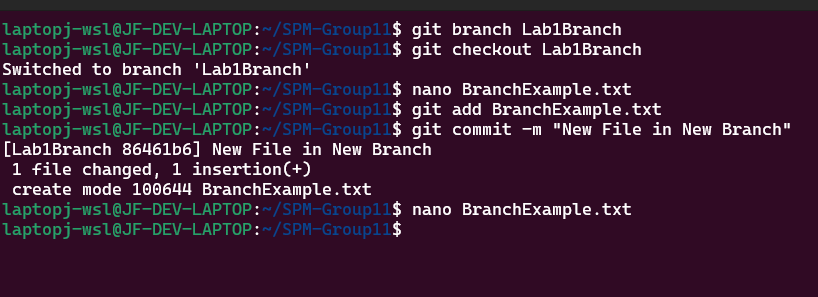 laptopj-wsl@JF-DEV-LAPTOP:~/SPM-Group11$ git branch Lab1Branch
laptopj-wsl@JF-DEV-LAPTOP:~/SPM-Group11$ git checkout Lab1Branch
Switched to branch 'Lab1Branch'
laptopj-wsl@JF-DEV-LAPTOP:~/SPM-Group11$ nano BranchExample.txt
laptopj-wsl@JF-DEV-LAPTOP:~/SPM-Group11$ git add BranchExample.txt
laptopj-wsl@JF-DEV-LAPTOP:~/SPM-Group11$ git commit -m "New File in New Branch"
[Lab1Branch 86461b6] New File in New Branch
 1 file changed, 1 insertion(+)
 create mode 100644 BranchExample.txt
laptopj-wsl@JF-DEV-LAPTOP:~/SPM-Group11$ nano BranchExample.txt
laptopj-wsl@JF-DEV-LAPTOP:~/SPM-Group11$